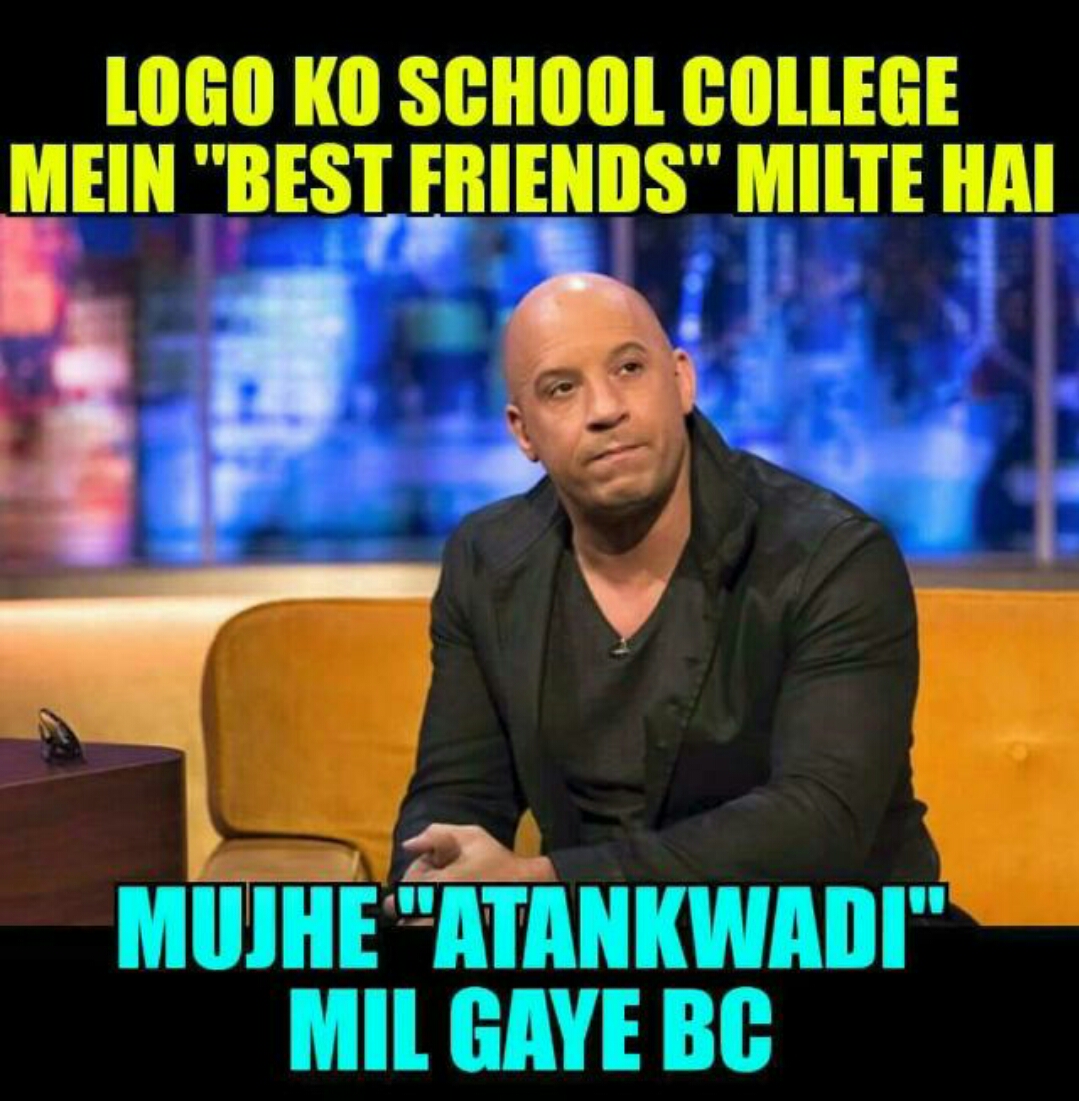 LOGO KO SCHOOL COLLEGE
MEIN "BEST FRIENDS" MILTE HAI
MUJHE "ATANKWADI"
MIL GAYE BC